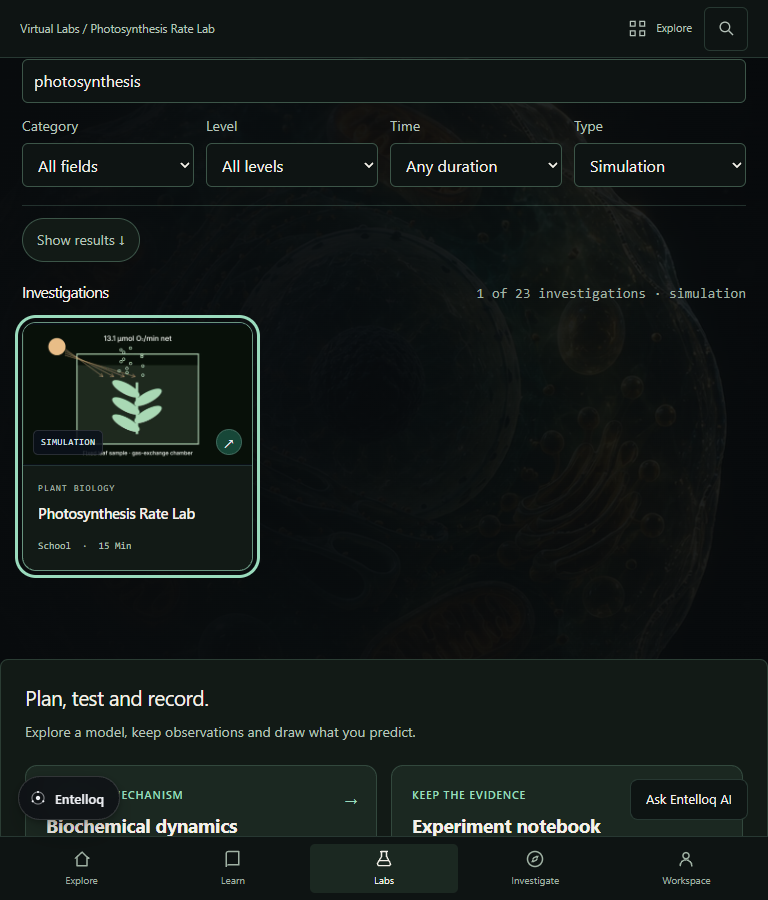 Virtual Labs / Photosynthesis Rate Lab
Explore
photosynthesis
Category
Level
Time
Type
All fields
All levels
Any duration
Simulation
Show results ↓
Investigations
1 of 23 investigations · simulation
13.1 µmol O₂/min net
SIMULATION
af sample · gas-exchange chamber
↗
PLANT BIOLOGY
Photosynthesis Rate Lab
School · 15 Min
Plan, test and record.
Explore a model, keep observations and draw what you predict.
ECHANISM
→
KEEP THE EVIDENCE
Entelloq
Ask Entelloq AI
Biochemical dynamics
Experiment notebook
Explore
Learn
Labs
Investigate
Workspace